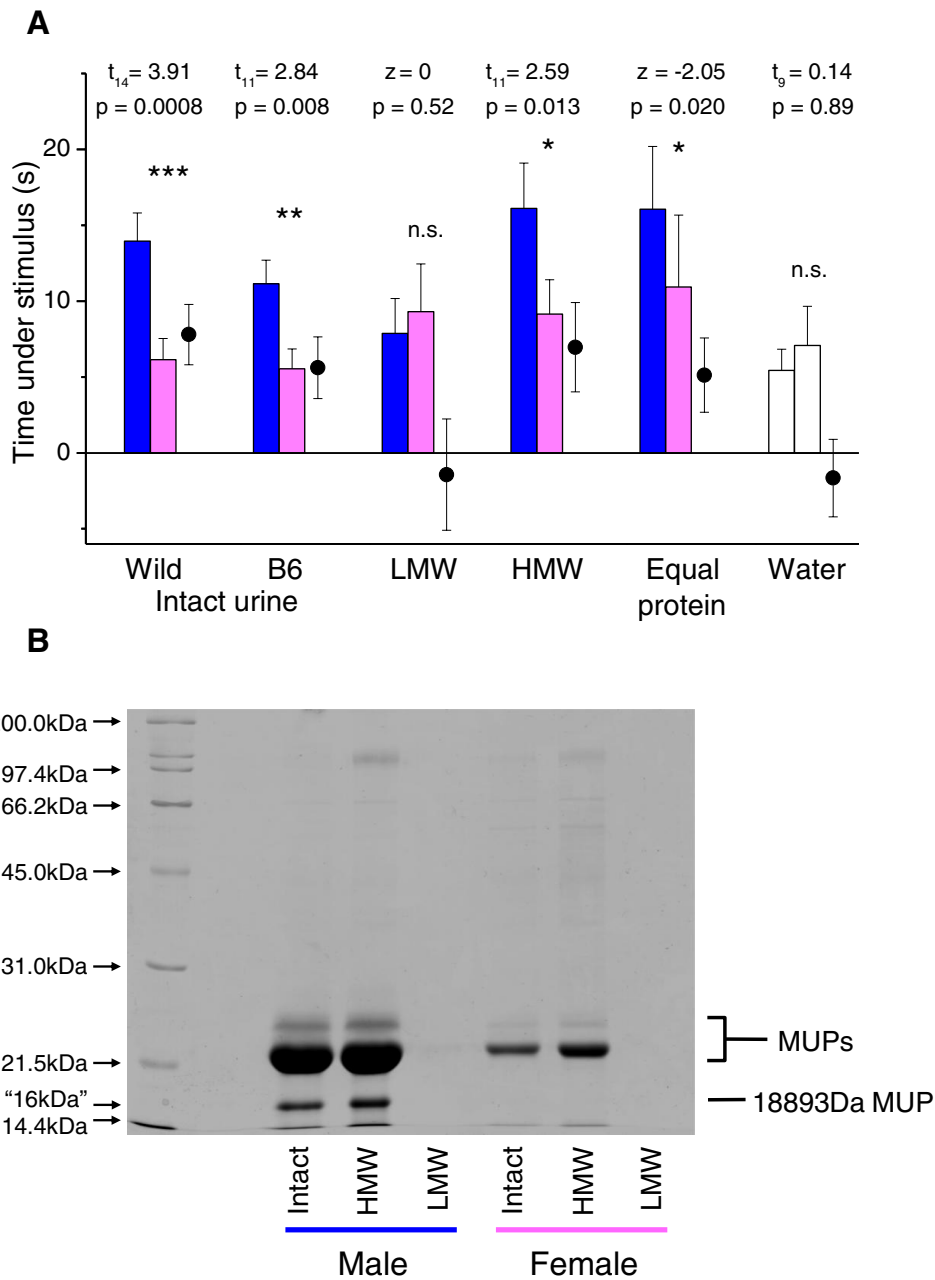 A
t14 = 3.91 t11 = 2.84 z = 0 t11 = 2.59 z = -2.05 t9 = 0.14
p = 0.0008 p = 0.008 p = 0.52 p = 0.013 p = 0.020 p = 0.89
*** ** n.s. * * n.s.
Time under stimulus (s)
20
10
0
Wild B6 LMW HMW Equal protein Water
Intact urine
B
00.0kDa
97.4kDa
66.2kDa
45.0kDa
31.0kDa
21.5kDa
“16kDa”
14.4kDa
MUPs
18893Da MUP
Intact HMW LMW Intact HMW LMW
Male Female